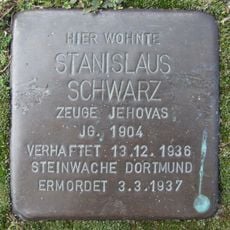 HIER WOHNTE
STANISLAUS
SCHWARZ
ZEUGE JEHOVAS
JG. 1904
VERHAFTET 13.12.1936
STEINWACHE DORTMUND
ERMORDET 3.3.1937